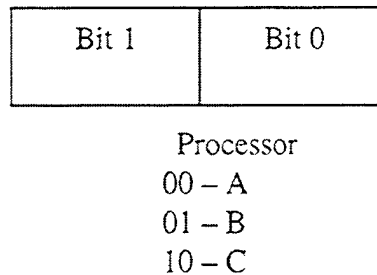 Bit 1 Bit 0
Processor
00 – A
01 – B
10 – C